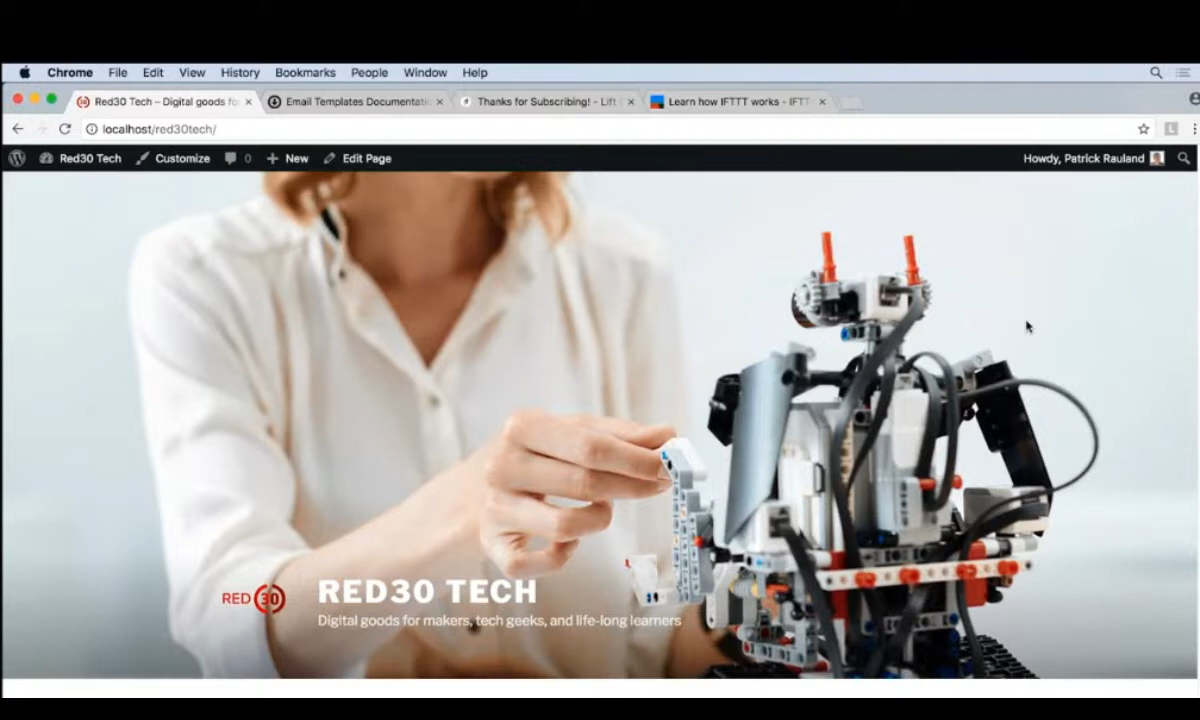 Chrome File Edit View History Bookmarks People Window Help
Red30 Tech – Digital goods fo
Email Templates Documentatio
Thanks for Subscribing! - Lift
Learn how IFTTT works - IFTT
localhost/red30tech/
L
Red30 Tech Customize 0 New Edit Page
Howdy, Patrick Rauland
RED 30
RED30 TECH
Digital goods for makers, tech geeks, and life-long learners